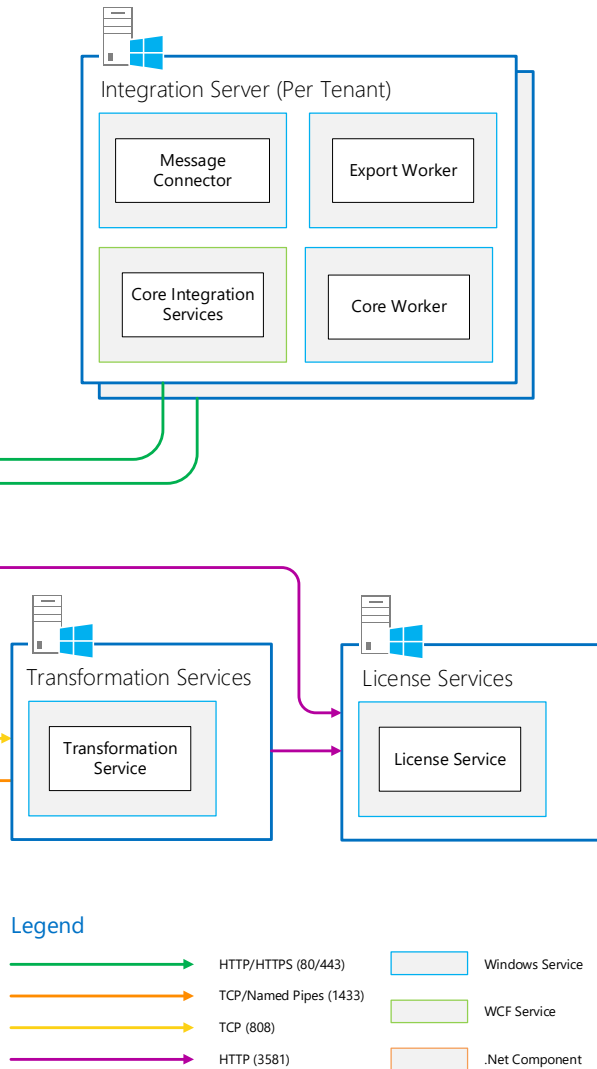 Integration Server (Per Tenant)
Message
Connector
Export Worker
Core Integration
Services
Core Worker
Transformation Services
Transformation
Service
License Services
License Service
Legend
HTTP/HTTPS (80/443)
Windows Service
TCP/Named Pipes (1433)
WCF Service
TCP (808)
HTTP (3581)
.Net Component